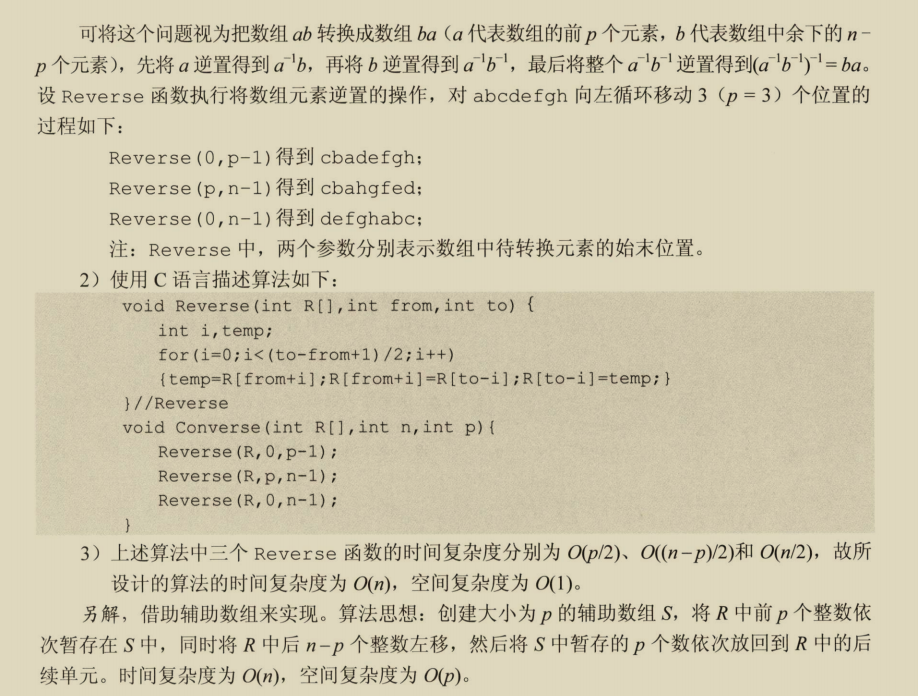 可将这个问题视为把数组 ab 转换成数组 ba（a 代表数组的前 p 个元素，b 代表数组中余下的 n-
p 个元素），先将 a 逆置得到 a⁻¹b，再将 b 逆置得到 a⁻¹b⁻¹，最后将整个 a⁻¹b⁻¹ 逆置得到(a⁻¹b⁻¹)⁻¹ = ba。
设 Reverse 函数执行将数组元素逆置的操作，对 abcdefgh 向左循环移动 3（p = 3）个位置的
过程如下：
Reverse(0,p-1)得到 cbadefgh；
Reverse(p,n-1)得到 cbahgfed；
Reverse(0,n-1)得到 defghabc；
注：Reverse 中，两个参数分别表示数组中待转换元素的始末位置。
2）使用 C 语言描述算法如下：
void Reverse(int R[],int from,int to) {
int i,temp;
for(i=0;i<(to-from+1)/2;i++)
{temp=R[from+i];R[from+i]=R[to-i];R[to-i]=temp;}
}//Reverse
void Converse(int R[],int n,int p){
Reverse(R,0,p-1);
Reverse(R,p,n-1);
Reverse(R,0,n-1);
}
3）上述算法中三个 Reverse 函数的时间复杂度分别为 O(p/2)、O((n-p)/2)和 O(n/2)，故所
设计的算法的时间复杂度为 O(n)，空间复杂度为 O(1)。
另解，借助辅助数组来实现。算法思想：创建大小为 p 的辅助数组 S，将 R 中前 p 个整数依
次暂存在 S 中，同时将 R 中后 n-p 个整数左移，然后将 S 中暂存的 p 个数依次放回到 R 中的后
续单元。时间复杂度为 O(n)，空间复杂度为 O(p)。